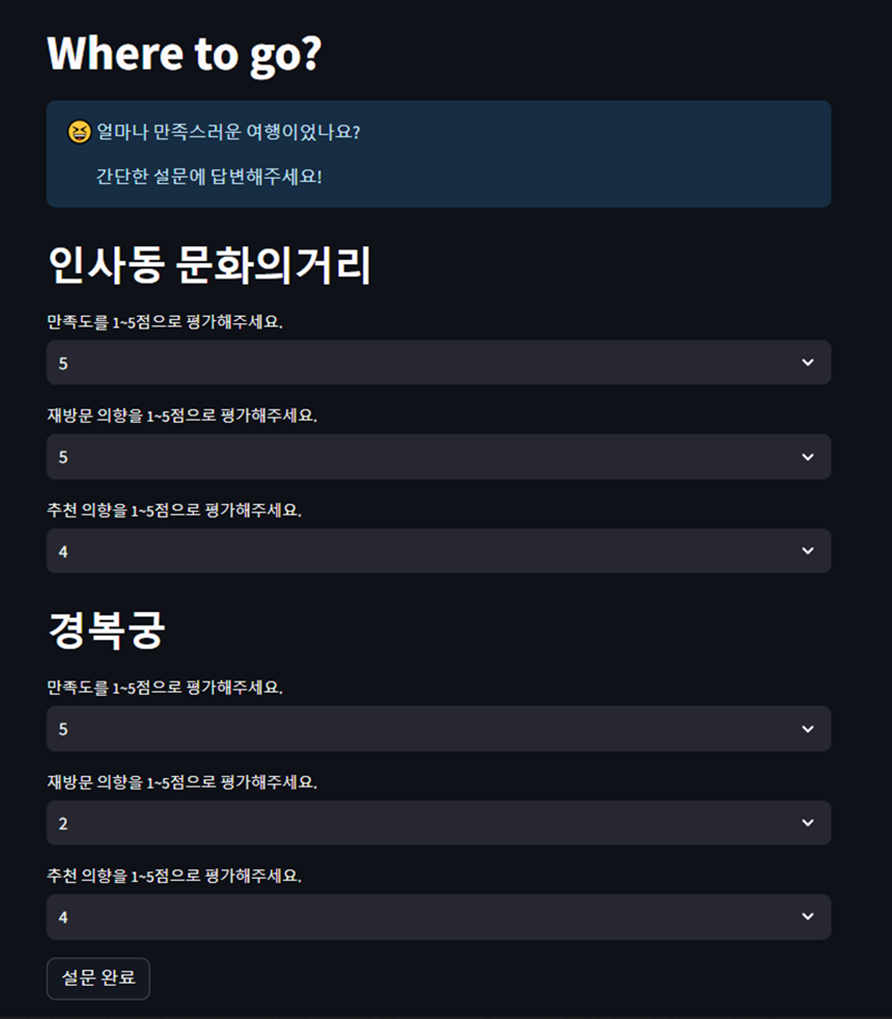 Where to go?
😆 얼마나 만족스러운 여행이었나요?
간단한 설문에 답변해주세요!
인사동 문화의거리
만족도를 1~5점으로 평가해주세요.
5
재방문 의향을 1~5점으로 평가해주세요.
5
추천 의향을 1~5점으로 평가해주세요.
4
경복궁
만족도를 1~5점으로 평가해주세요.
5
재방문 의향을 1~5점으로 평가해주세요.
2
추천 의향을 1~5점으로 평가해주세요.
4
설문 완료